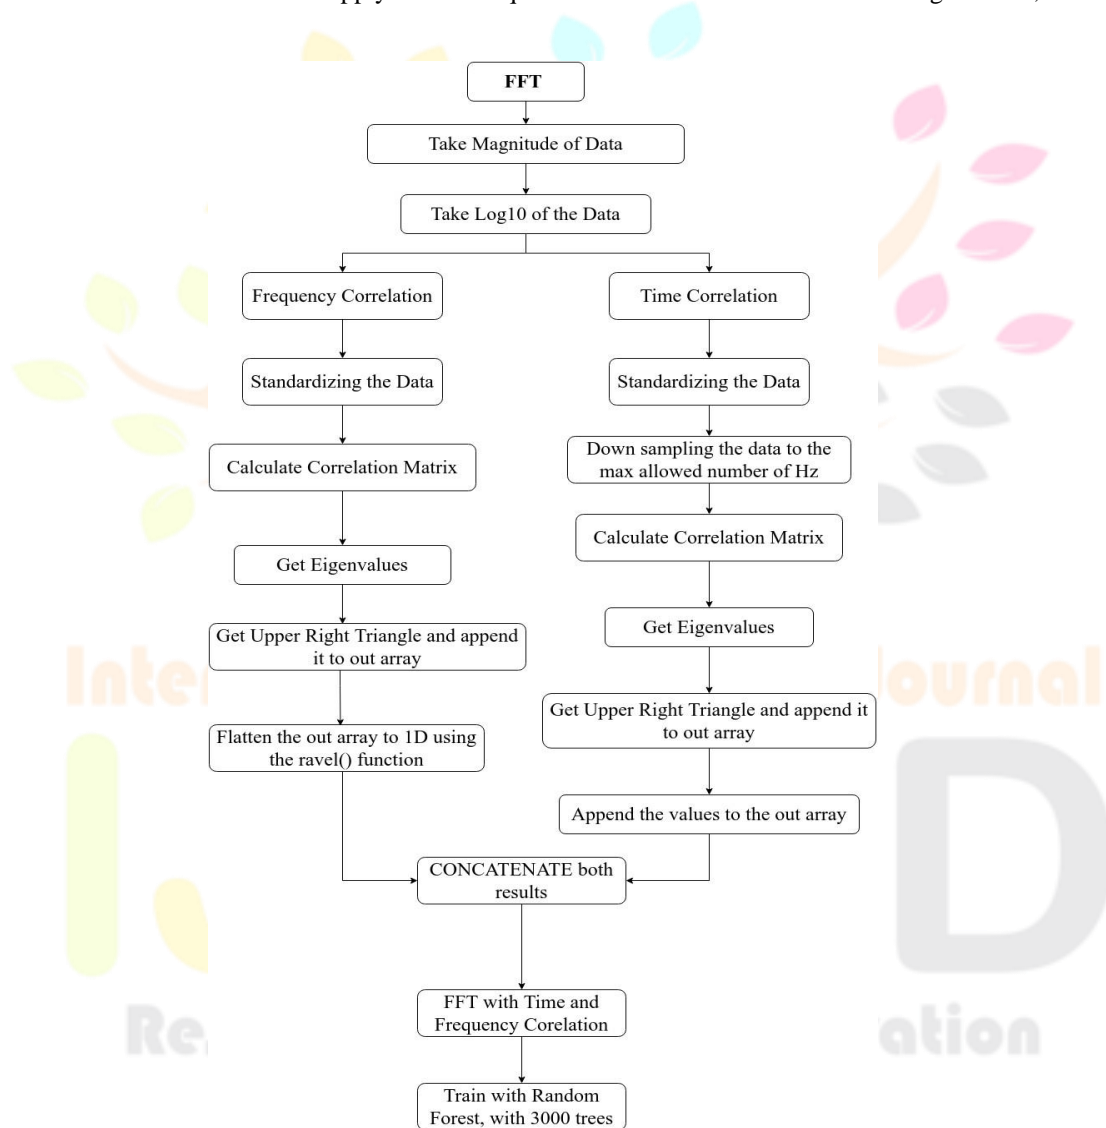 FFT
Take Magnitude of Data
Take Log10 of the Data
Frequency Correlation
Time Correlation
Standardizing the Data
Standardizing the Data
Down sampling the data to the
max allowed number of Hz
Calculate Correlation Matrix
Calculate Correlation Matrix
Get Eigenvalues
Get Eigenvalues
Get Upper Right Triangle and append
it to out array
Get Upper Right Triangle and append it
to out array
Flatten the out array to 1D using
the ravel() function
Append the values to the out array
CONCATENATE both
results
FFT with Time and
Frequency Corelation
Train with Random
Forest, with 3000 trees